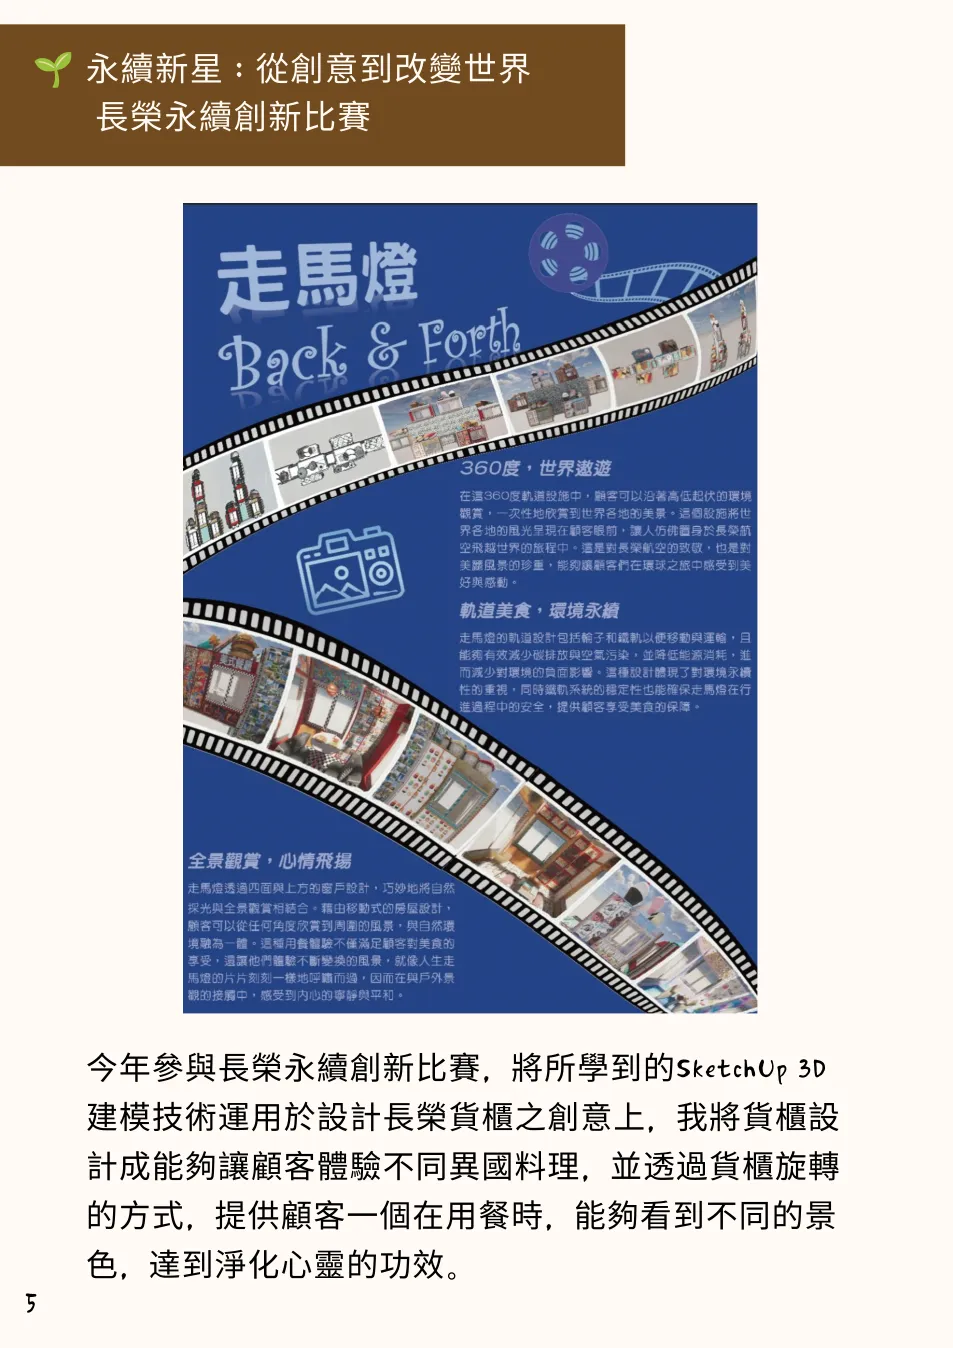 永續新星：從創意到改變世界
長榮永續創新比賽
走馬燈
Back & Forth
360度，世界遨遊
在這360度軌道設施中，顧客可以沿著高低起伏的環境
觀賞，一次性地欣賞到世界各地的美景。這個設施將世
界各地的風光呈現在顧客眼前，讓人仿佛置身於長榮航
空飛越世界的旅程中。這是對長榮航空的致敬，也是對
美麗風景的珍重，能夠讓顧客們在環球之旅中感受到美
好與感動。
軌道美食，環境永續
走馬燈的軌道設計包括輪子和鐵軌以便移動與運輸，且
能夠有效減少碳排放與空氣污染，並降低能源消耗，進
而減少對環境的負面影響。這種設計體現了對環境永續
性的重視，同時鐵軌系統的穩定性也能確保走馬燈在行
進過程中的安全，提供顧客享受美食的保障。
全景觀賞，心情飛揚
走馬燈透過四面與上方的窗戶設計，巧妙地將自然
採光與全景觀賞相結合。藉由移動式的房屋設計，
顧客可以從任何角度欣賞到周圍的風景，與自然環
境融為一體。這種用餐體驗不僅滿足顧客對美食的
享受，還讓他們體驗不斷變換的風景，就像人生走
馬燈的片片刻刻一樣地呼嘯而過，因而在與戶外景
觀的接觸中，感受到內心的寧靜與平和。
今年參與長榮永續創新比賽，將所學到的SketchUp 3D
建模技術運用於設計長榮貨櫃之創意上，我將貨櫃設
計成能夠讓顧客體驗不同異國料理，並透過貨櫃旋轉
的方式，提供顧客一個在用餐時，能夠看到不同的景
色，達到淨化心靈的功效。
5